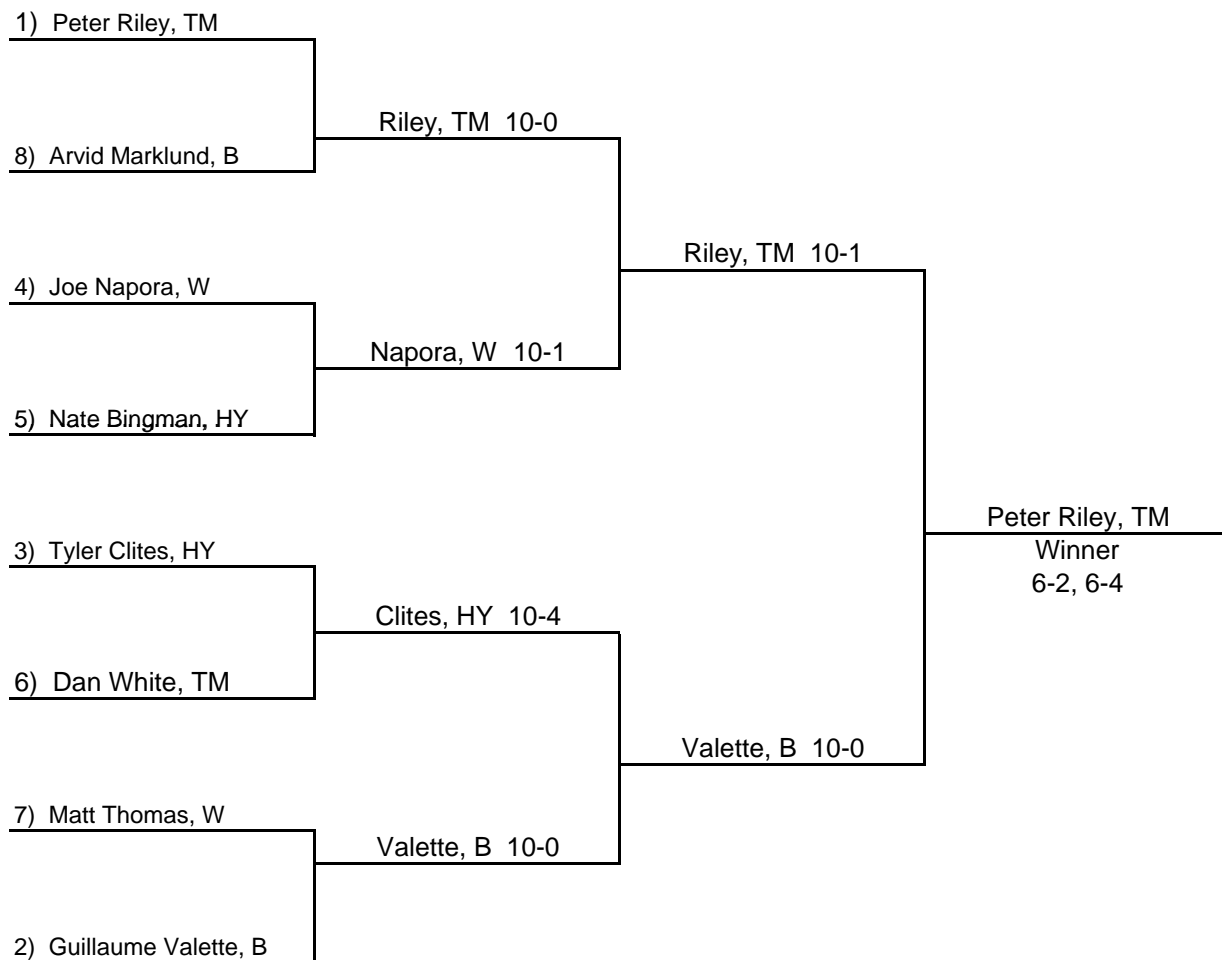 1) Peter Riley, TM
Riley, TM 10-0
8) Arvid Marklund, B
Riley, TM 10-1
4) Joe Napora, W
Napora, W 10-1
5) Nate Bingman, HY
Peter Riley, TM
Winner
6-2, 6-4
3) Tyler Clites, HY
Clites, HY 10-4
6) Dan White, TM
Valette, B 10-0
7) Matt Thomas, W
Valette, B 10-0
2) Guillaume Valette, B